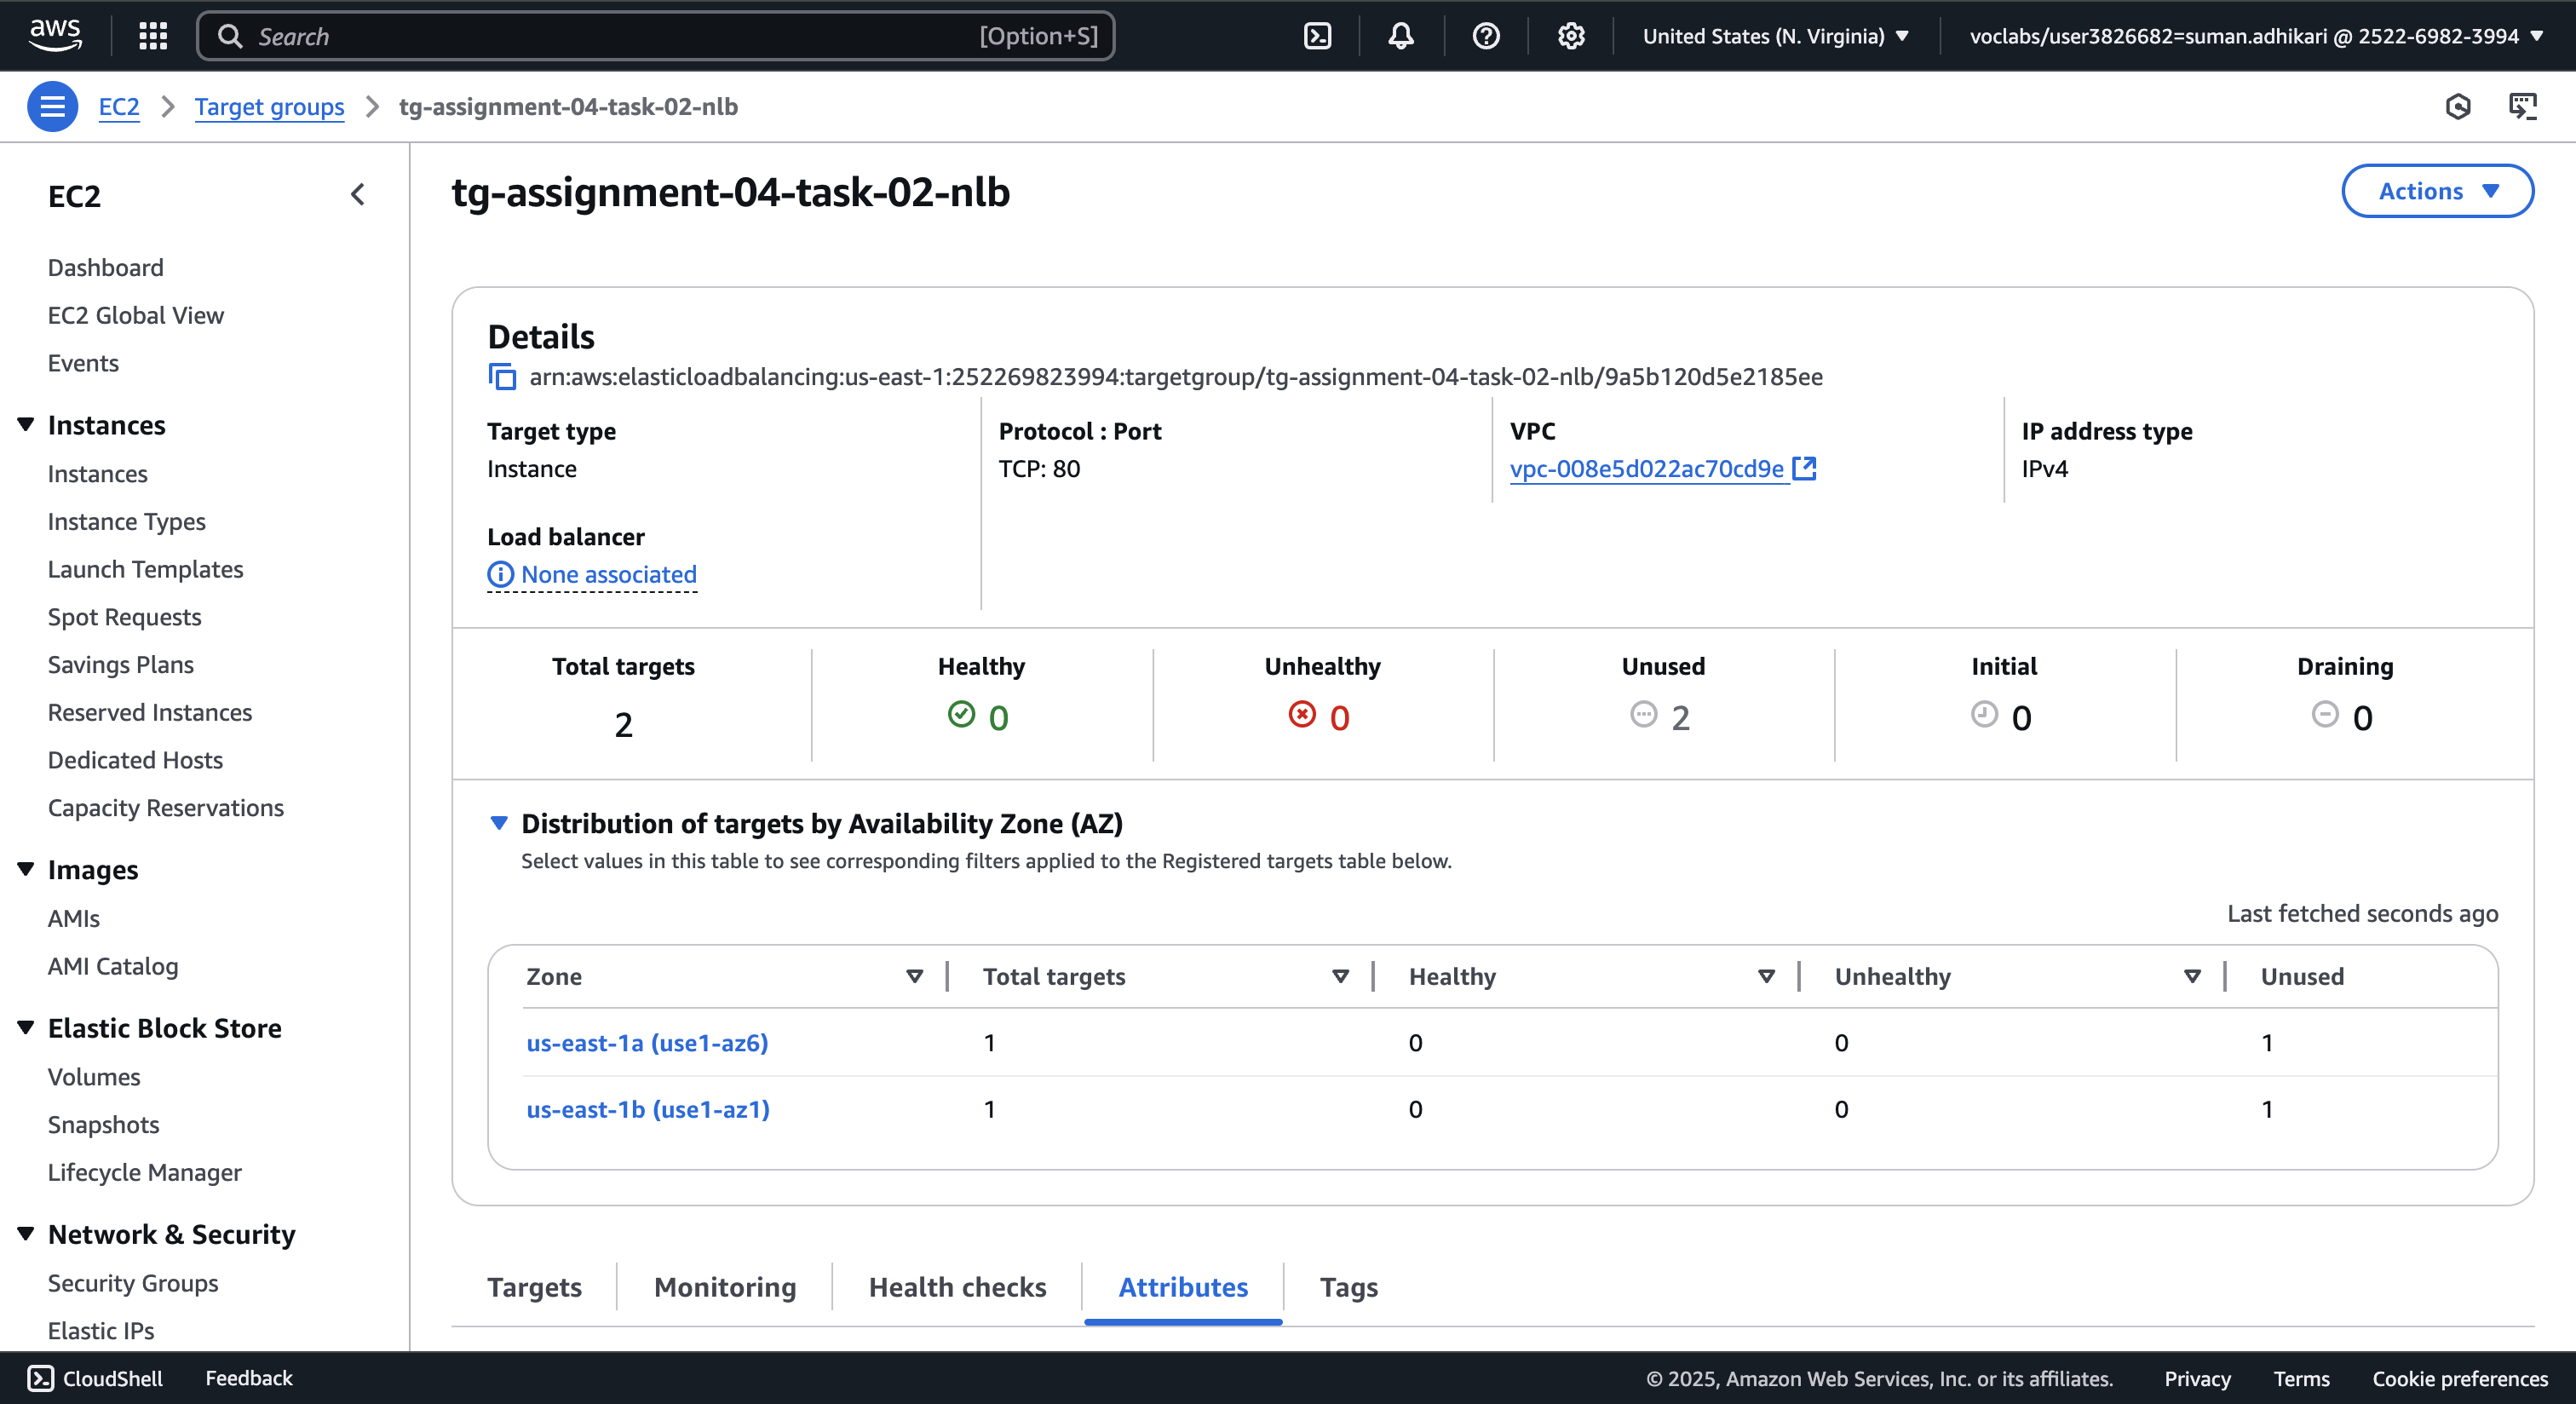 aws
Search [Option+S]
United States (N. Virginia) voclabs/user3826682=suman.adhikari @ 2522-6982-3994
EC2 Target groups tg-assignment-04-task-02-nlb
EC2
Dashboard
EC2 Global View
Events
Instances
Instances
Instance Types
Launch Templates
Spot Requests
Savings Plans
Reserved Instances
Dedicated Hosts
Capacity Reservations
Images
AMIs
AMI Catalog
Elastic Block Store
Volumes
Snapshots
Lifecycle Manager
Network & Security
Security Groups
Elastic IPs
tg-assignment-04-task-02-nlb
Actions
Details
arn:aws:elasticloadbalancing:us-east-1:252269823994:targetgroup/tg-assignment-04-task-02-nlb/9a5b120d5e2185ee
Target type
Instance
Protocol : Port
TCP: 80
VPC
vpc-008e5d022ac70cd9e
IP address type
IPv4
Load balancer
None associated
Total targets
2
Healthy
0
Unhealthy
0
Unused
2
Initial
0
Draining
0
Distribution of targets by Availability Zone (AZ)
Select values in this table to see corresponding filters applied to the Registered targets table below.
Last fetched seconds ago
Zone Total targets Healthy Unhealthy Unused
us-east-1a (use1-az6) 1 0 0 1
us-east-1b (use1-az1) 1 0 0 1
Targets Monitoring Health checks Attributes Tags
CloudShell Feedback © 2025, Amazon Web Services, Inc. or its affiliates. Privacy Terms Cookie preferences